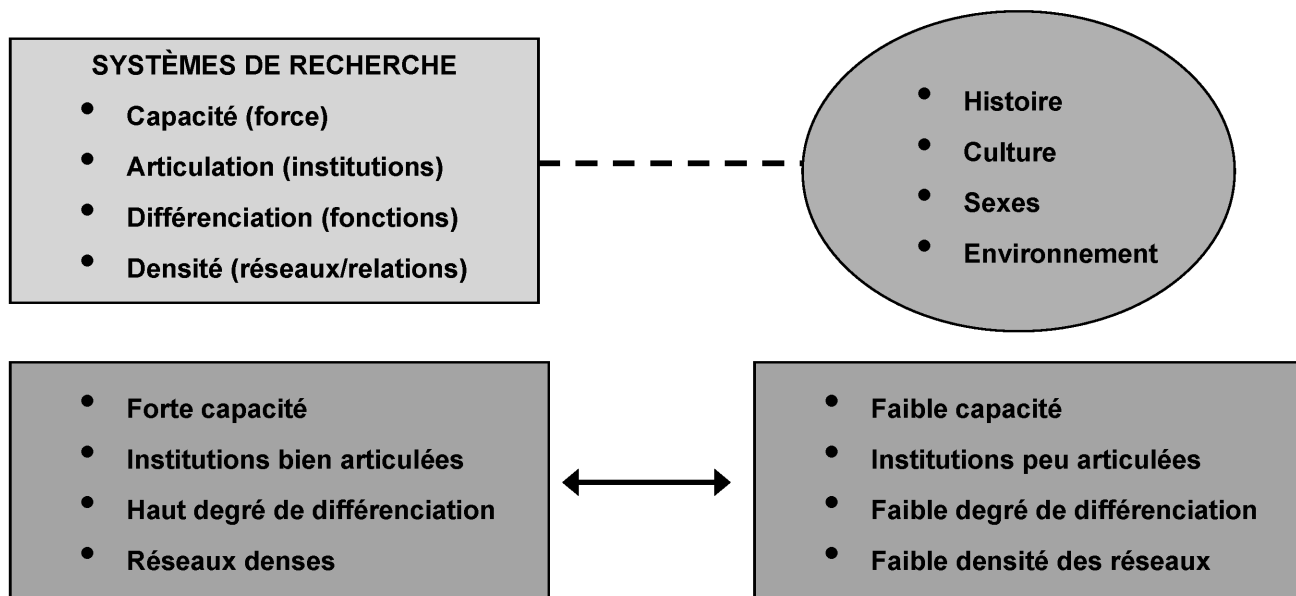 SYSTÈMES DE RECHERCHE
• Capacité (force)
• Articulation (institutions)
• Différenciation (fonctions)
• Densité (réseaux/relations)
• Histoire
• Culture
• Sexes
• Environnement
• Forte capacité
• Institutions bien articulées
• Haut degré de différenciation
• Réseaux denses
• Faible capacité
• Institutions peu articulées
• Faible degré de différenciation
• Faible densité des réseaux